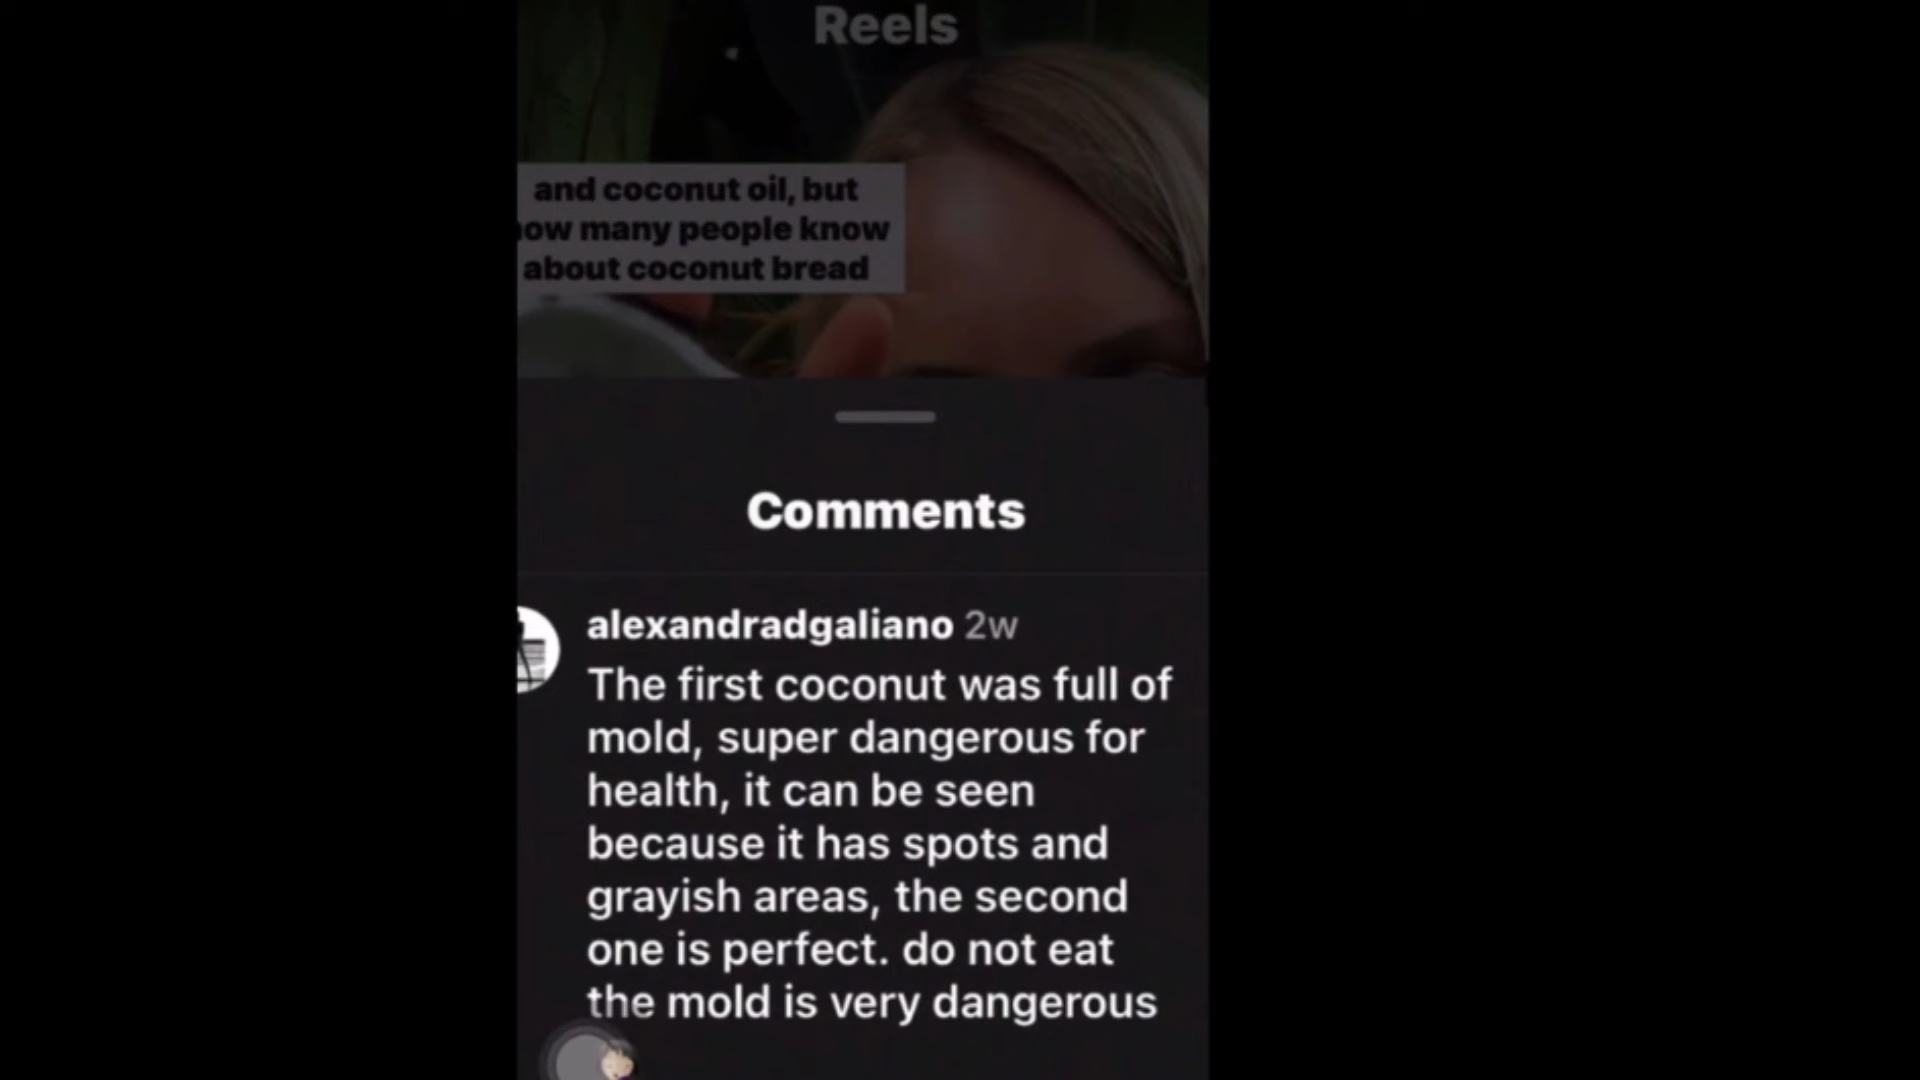 Reels
and coconut oil, but
many people know
about coconut bread
Comments
alexandradgaliano 2w
The first coconut was full of
mold, super dangerous for
health, it can be seen
because it has spots and
grayish areas, the second
one is perfect. do not eat
the mold is very dangerous